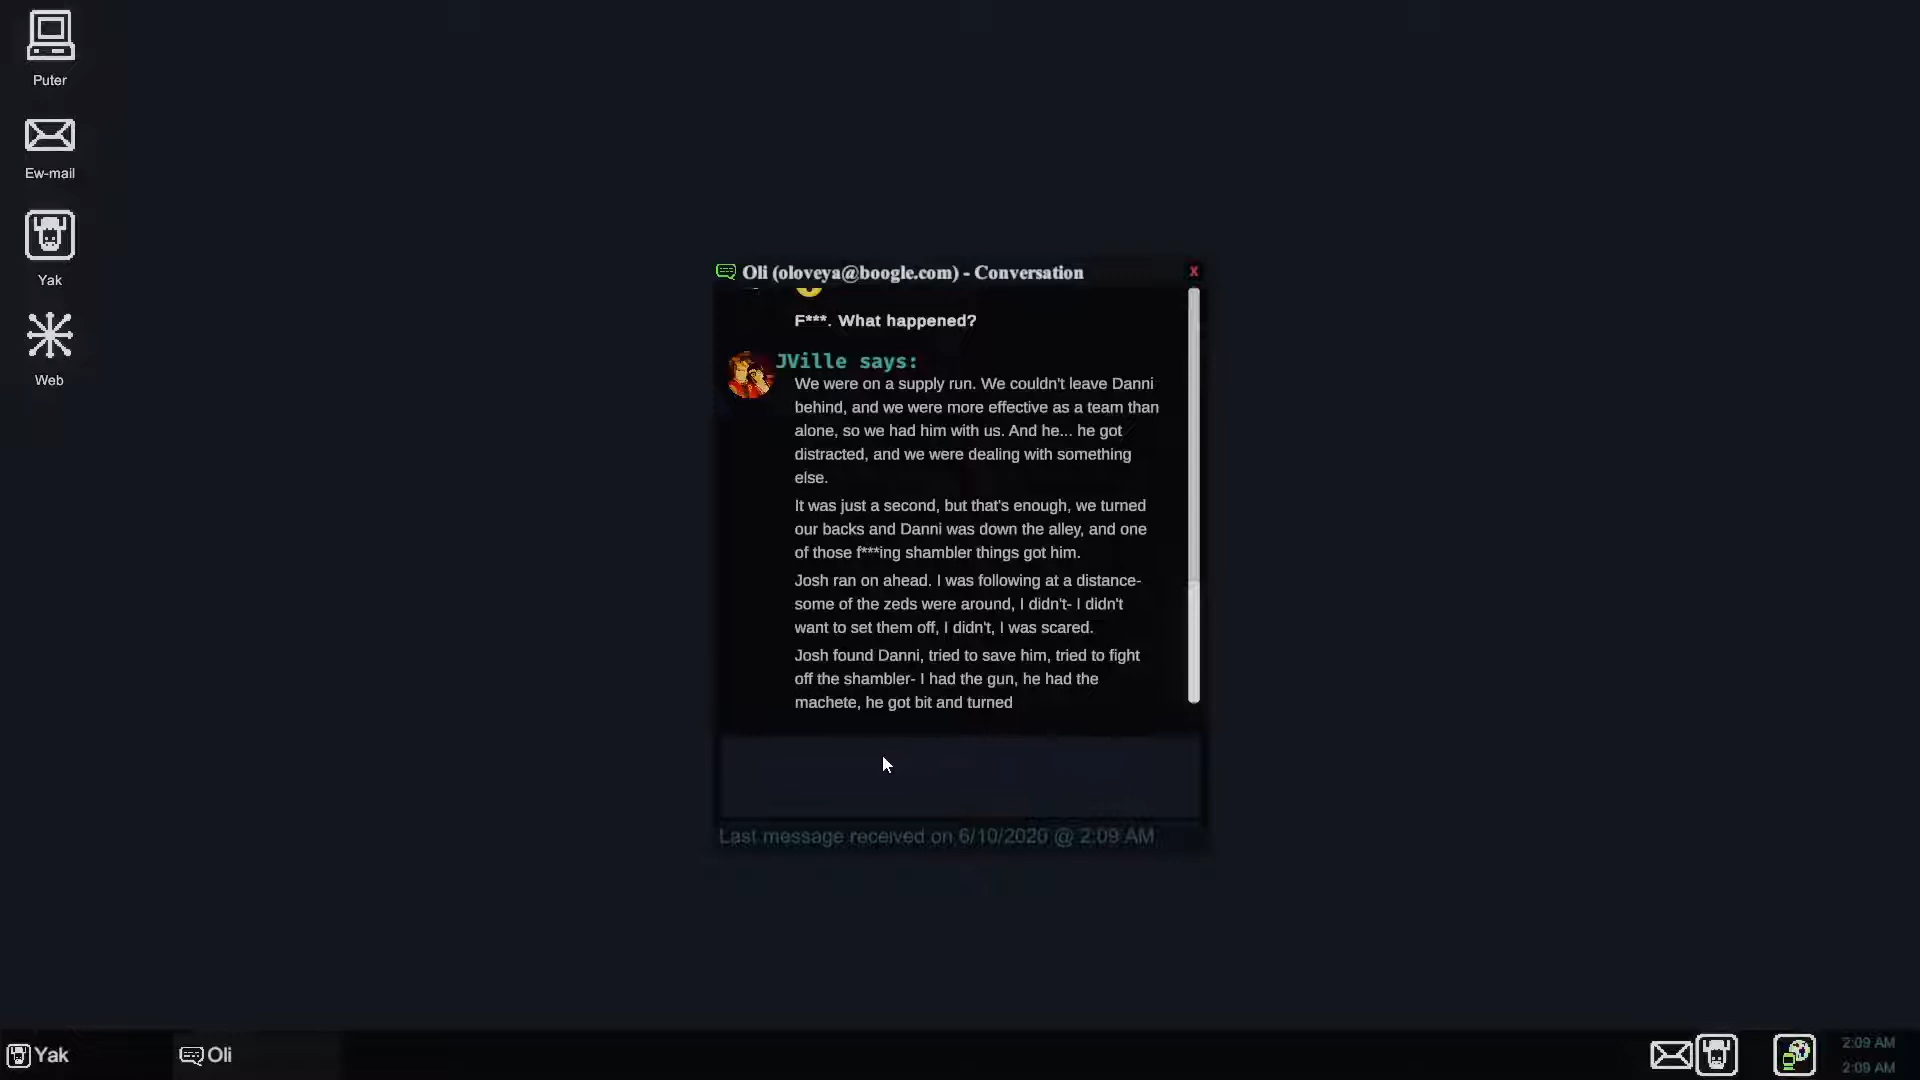 Puter
Ew-mail
Yak
Web
Oli (oloveya@boogle.com) - Conversation
X
F***. What happened?
JVille says:
We were on a supply run. We couldn't leave Danni
behind, and we were more effective as a team than
alone, so we had him with us. And he... he got
distracted, and we were dealing with something
else.
It was just a second, but that's enough, we turned
our backs and Danni was down the alley, and one
of those f***ing shambler things got him.
Josh ran on ahead. I was following at a distance-
some of the zeds were around, I didn't- I didn't
want to set them off, I didn't, I was scared.
Josh found Danni, tried to save him, tried to fight
off the shambler- I had the gun, he had the
machete, he got bit and turned
Last message received on 6/10/2020 @ 2:09 AM
Yak
Oli
2:09 AM
2:09 AM